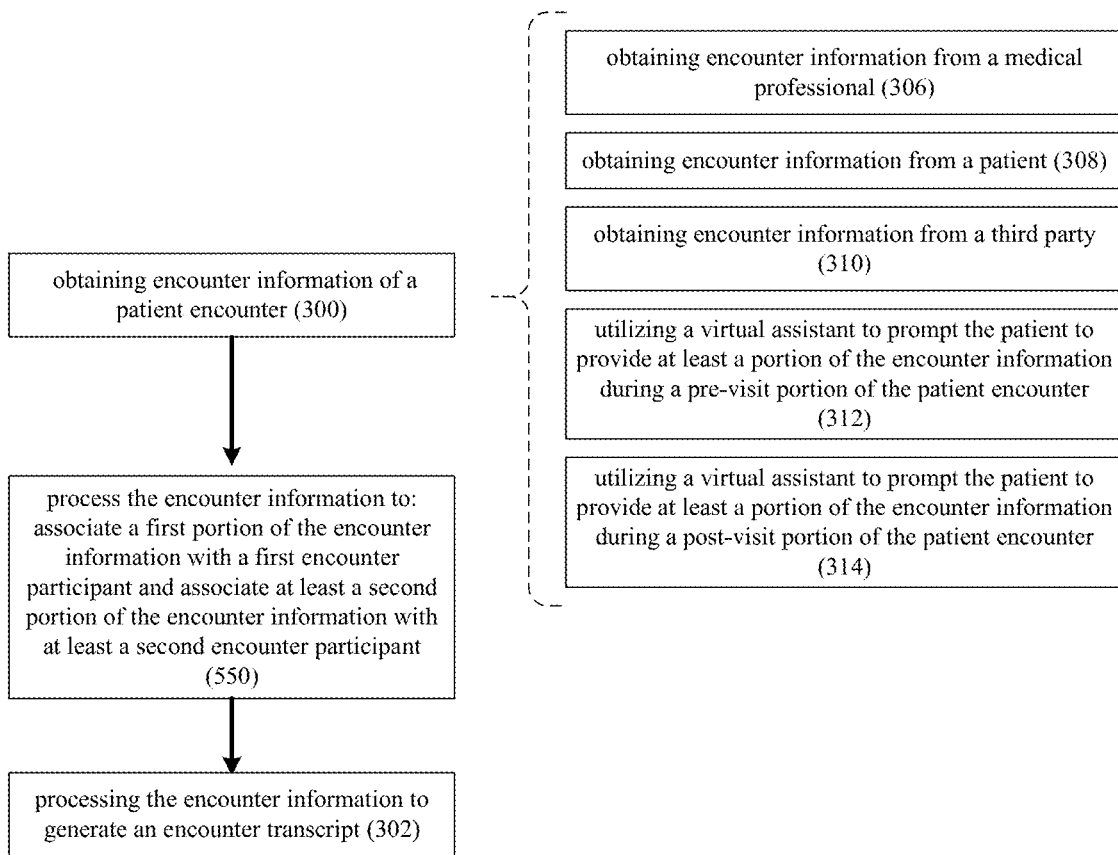 obtaining encounter information of a
patient encounter (300)
process the encounter information to:
associate a first portion of the encounter
information with a first encounter
participant and associate at least a second
portion of the encounter information with
at least a second encounter participant
(550)
processing the encounter information to
generate an encounter transcript (302)
obtaining encounter information from a medical
professional (306)
obtaining encounter information from a patient (308)
obtaining encounter information from a third party
(310)
utilizing a virtual assistant to prompt the patient to
provide at least a portion of the encounter information
during a pre-visit portion of the patient encounter
(312)
utilizing a virtual assistant to prompt the patient to
provide at least a portion of the encounter information
during a post-visit portion of the patient encounter
(314)